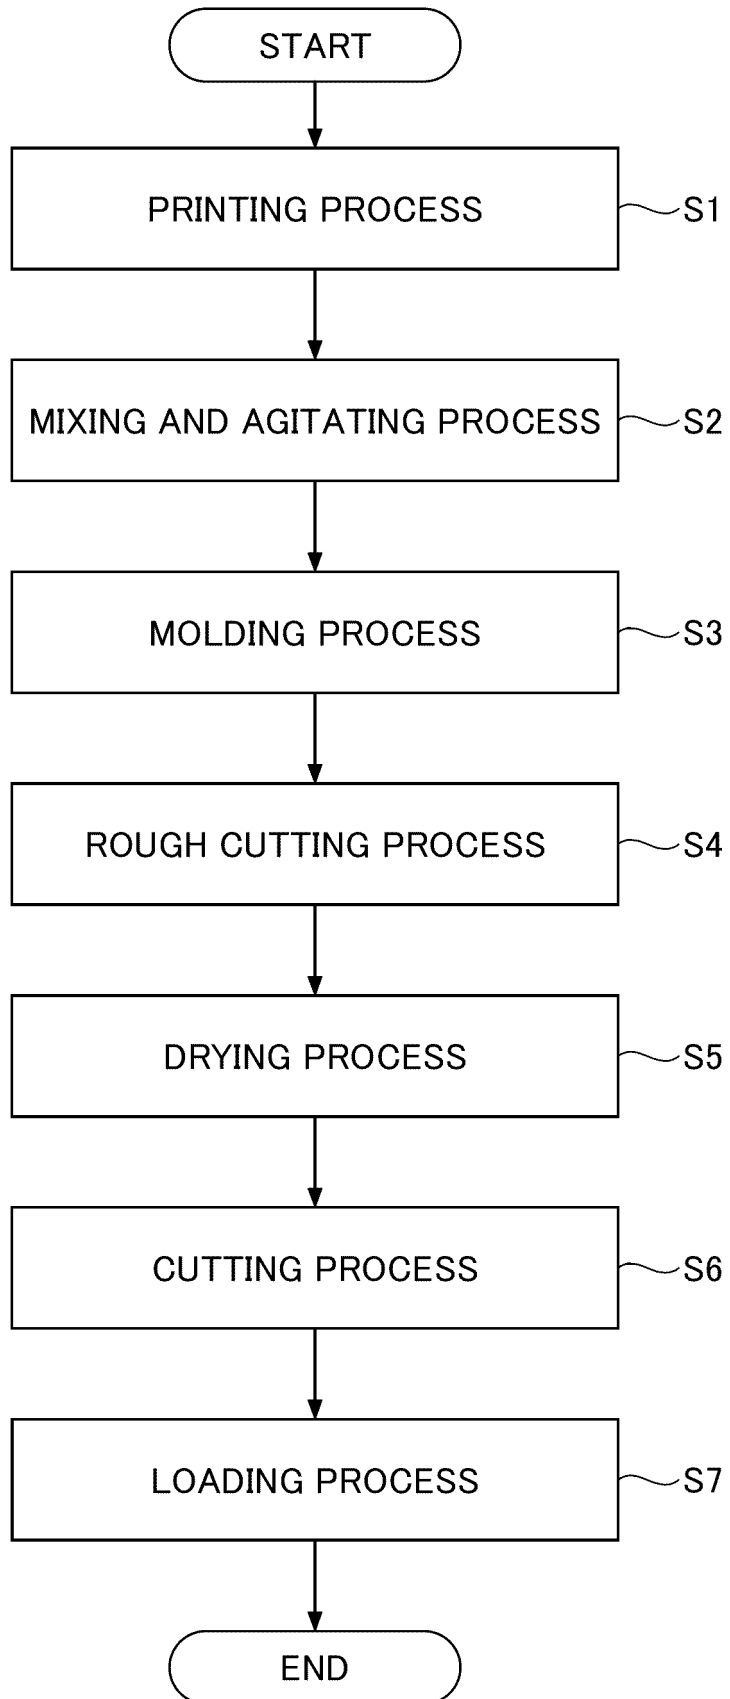 START
PRINTING PROCESS
S1
MIXING AND AGITATING PROCESS
S2
MOLDING PROCESS
S3
ROUGH CUTTING PROCESS
S4
DRYING PROCESS
S5
CUTTING PROCESS
S6
LOADING PROCESS
S7
END